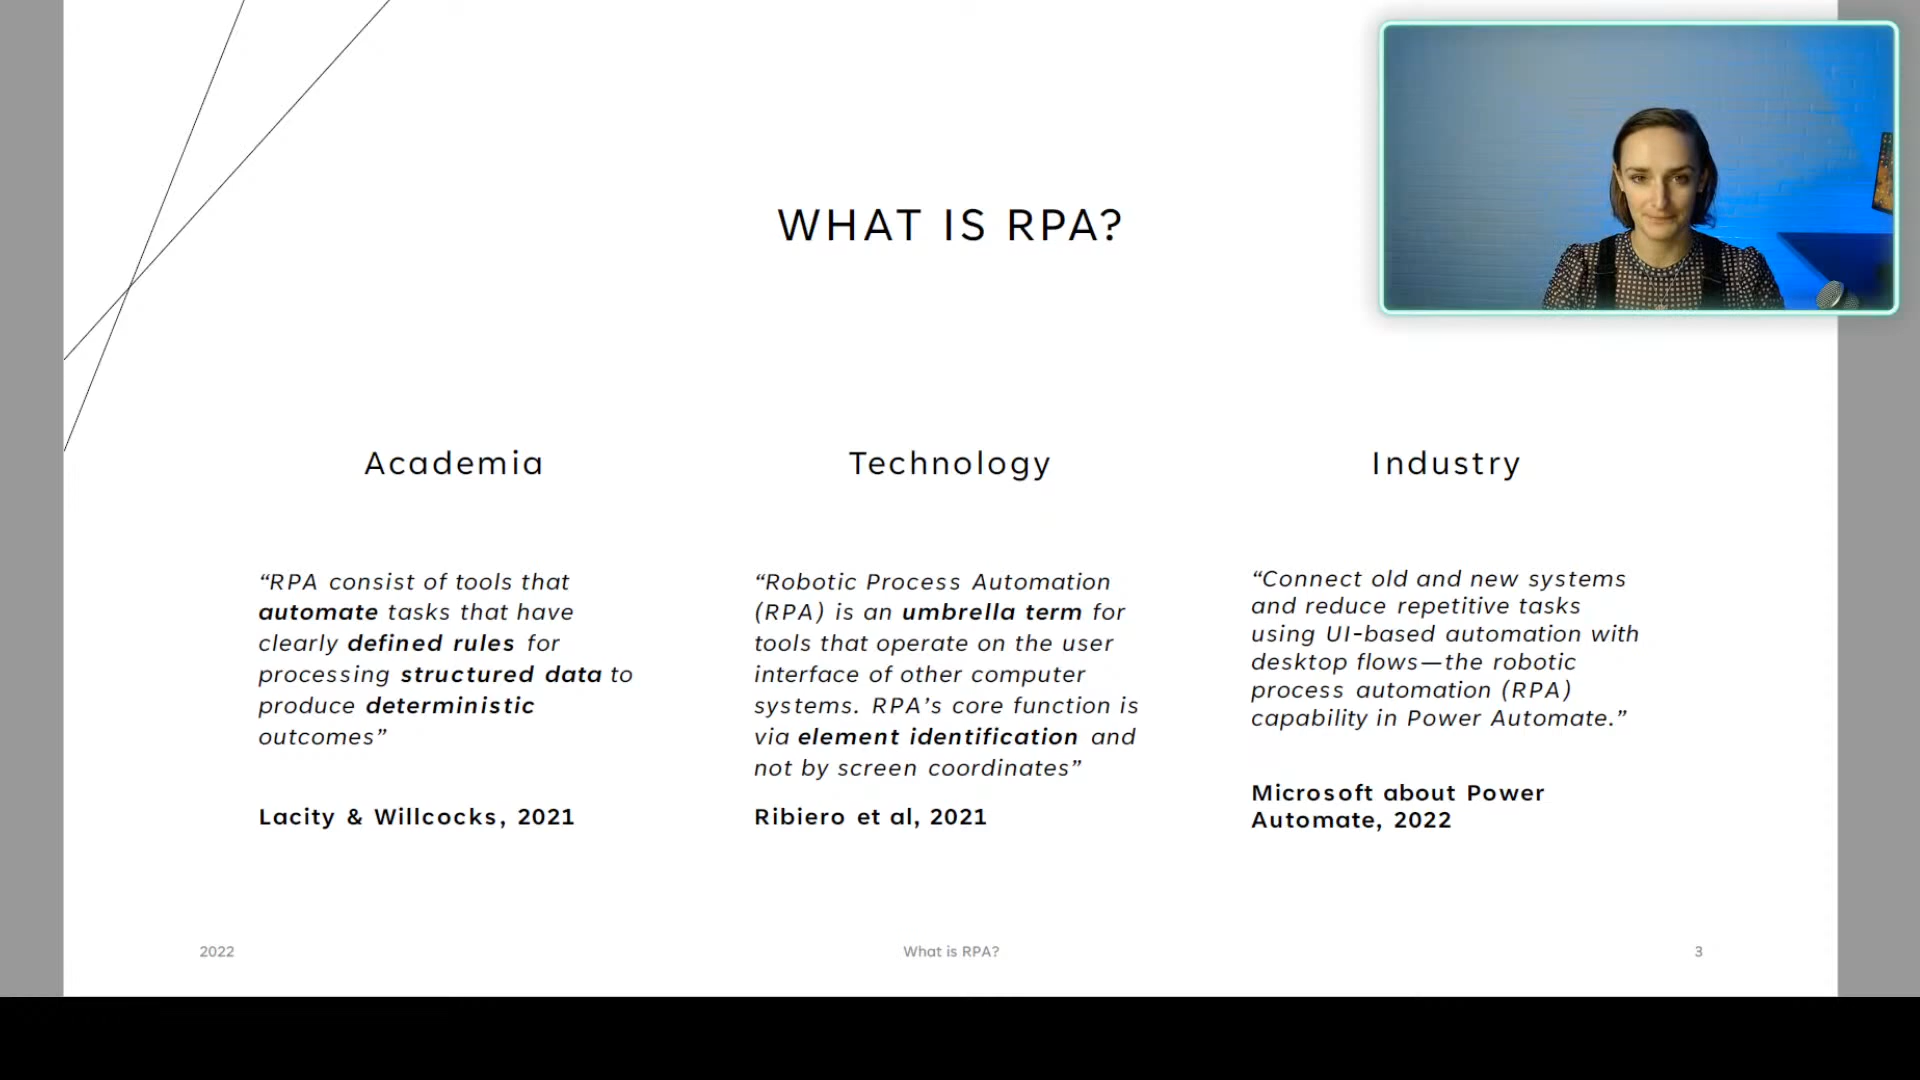 WHAT IS RPA?
Academia
“RPA consist of tools that
automate tasks that have
clearly defined rules for
processing structured data to
produce deterministic
outcomes”
Lacity & Willcocks, 2021
Technology
“Robotic Process Automation
(RPA) is an umbrella term for
tools that operate on the user
interface of other computer
systems. RPA’s core function is
via element identification and
not by screen coordinates”
Ribiero et al, 2021
Industry
“Connect old and new systems
and reduce repetitive tasks
using UI-based automation with
desktop flows—the robotic
process automation (RPA)
capability in Power Automate.”
Microsoft about Power
Automate, 2022
2022
What is RPA?
3